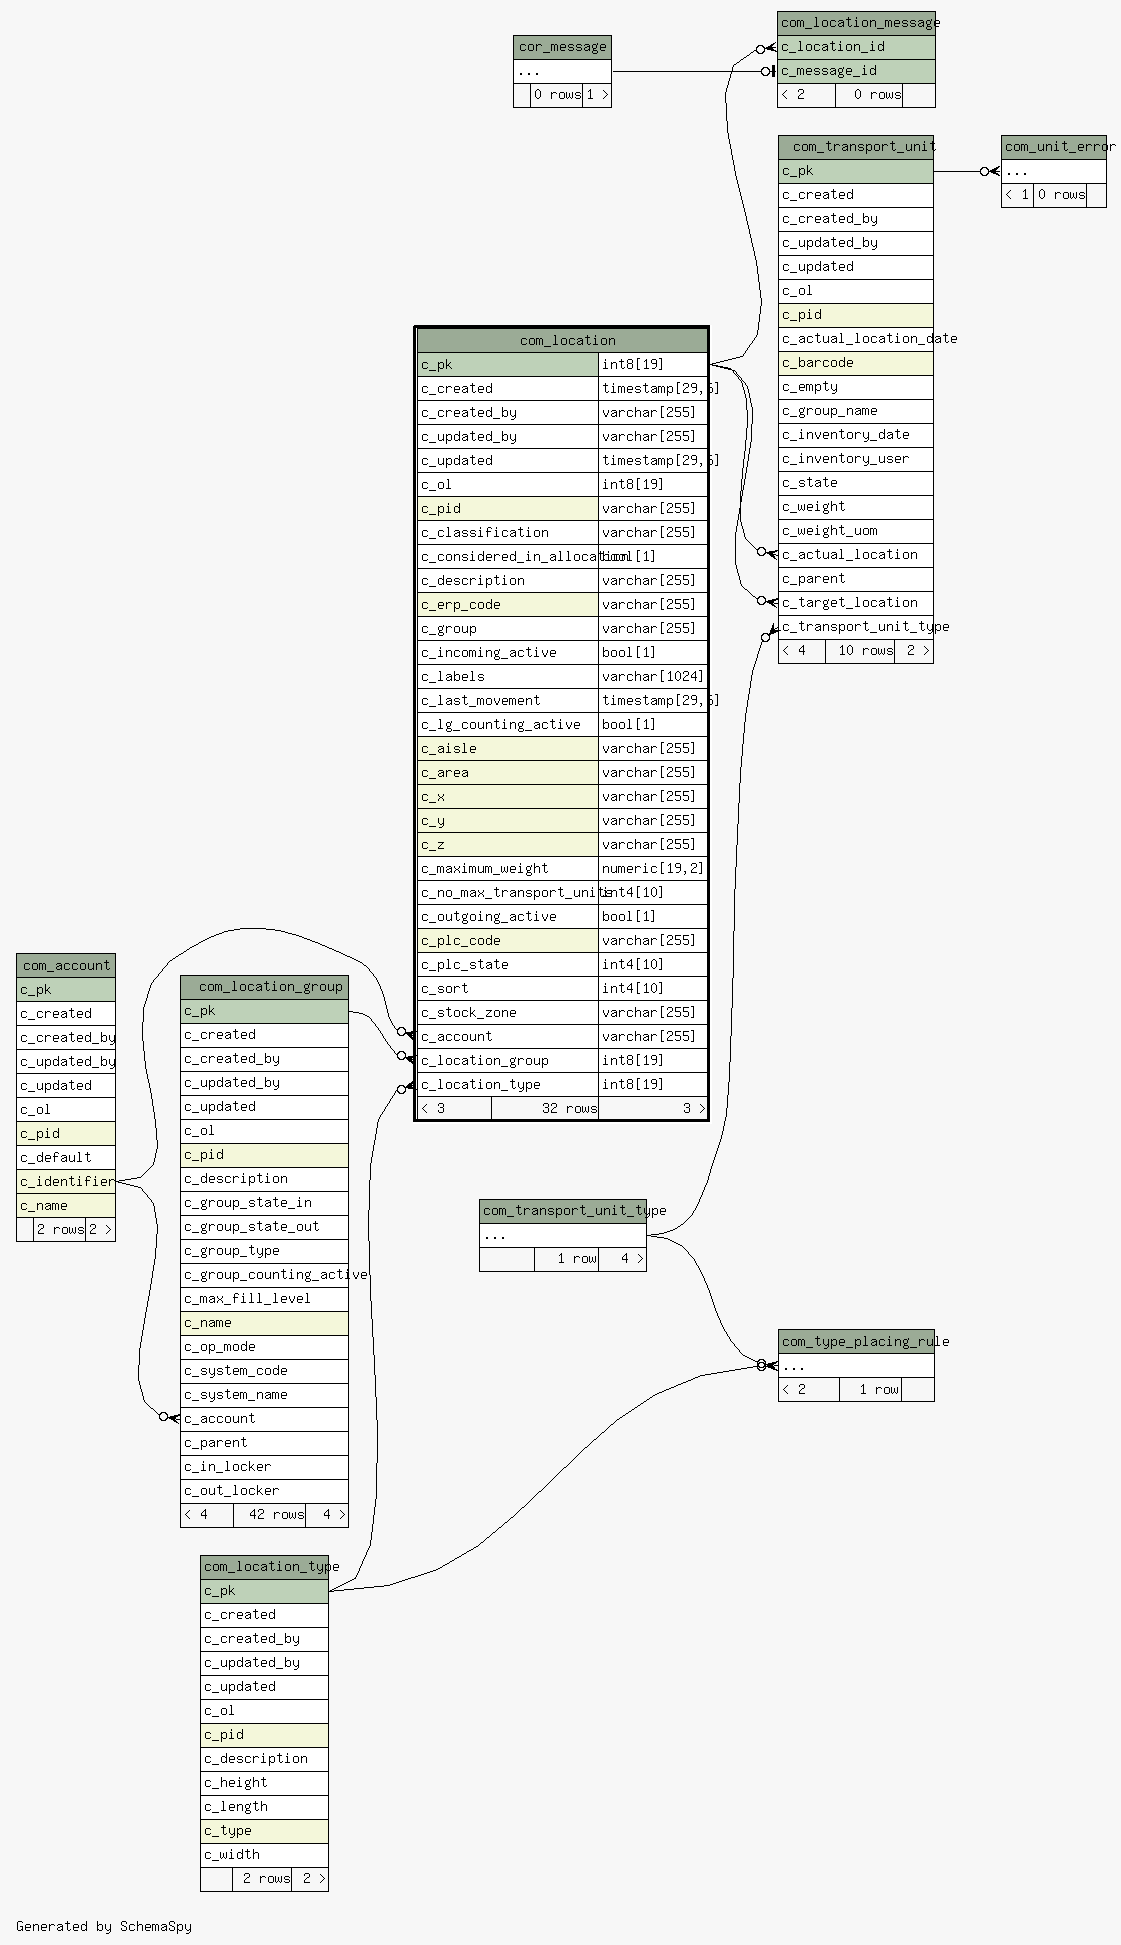 com_location_message
c_location_id
c_message_id
< 2 0 rows
cor_message
...
0 rows 1 >
com_transport_unit
c_pk
c_created
c_created_by
c_updated_by
c_updated
c_ol
c_pid
c_actual_location_date
c_barcode
c_empty
c_group_name
c_inventory_date
c_inventory_user
c_state
c_weight
c_weight_uom
c_actual_location
c_parent
c_target_location
c_transport_unit_type
< 4 10 rows 2 >
com_unit_error
...
< 1 0 rows
com_location
c_pk int8[19]
c_created timestamp[29,6]
c_created_by varchar[255]
c_updated_by varchar[255]
c_updated timestamp[29,6]
c_ol int8[19]
c_pid varchar[255]
c_classification varchar[255]
c_considered_in_allocation bool[1]
c_description varchar[255]
c_erp_code varchar[255]
c_group varchar[255]
c_incoming_active bool[1]
c_labels varchar[1024]
c_last_movement timestamp[29,6]
c_lg_counting_active bool[1]
c_aisle varchar[255]
c_area varchar[255]
c_x varchar[255]
c_y varchar[255]
c_z varchar[255]
c_maximum_weight numeric[19,2]
c_no_max_transport_units int4[10]
c_outgoing_active bool[1]
c_plc_code varchar[255]
c_plc_state int4[10]
c_sort int4[10]
c_stock_zone varchar[255]
c_account varchar[255]
c_location_group int8[19]
c_location_type int8[19]
< 3 32 rows 3 >
com_account
c_pk
c_created
c_created_by
c_updated_by
c_updated
c_ol
c_pid
c_default
c_identifier
c_name
2 rows 2 >
com_location_group
c_pk
c_created
c_created_by
c_updated_by
c_updated
c_ol
c_pid
c_description
c_group_state_in
c_group_state_out
c_group_type
c_group_counting_active
c_max_fill_level
c_name
c_op_mode
c_system_code
c_system_name
c_account
c_parent
c_in_locker
c_out_locker
< 4 42 rows 4 >
com_transport_unit_type
...
1 row 4 >
com_type_placing_rule
...
< 2 1 row
com_location_type
c_pk
c_created
c_created_by
c_updated_by
c_updated
c_ol
c_pid
c_description
c_height
c_length
c_type
c_width
2 rows 2 >
Generated by SchemaSpy